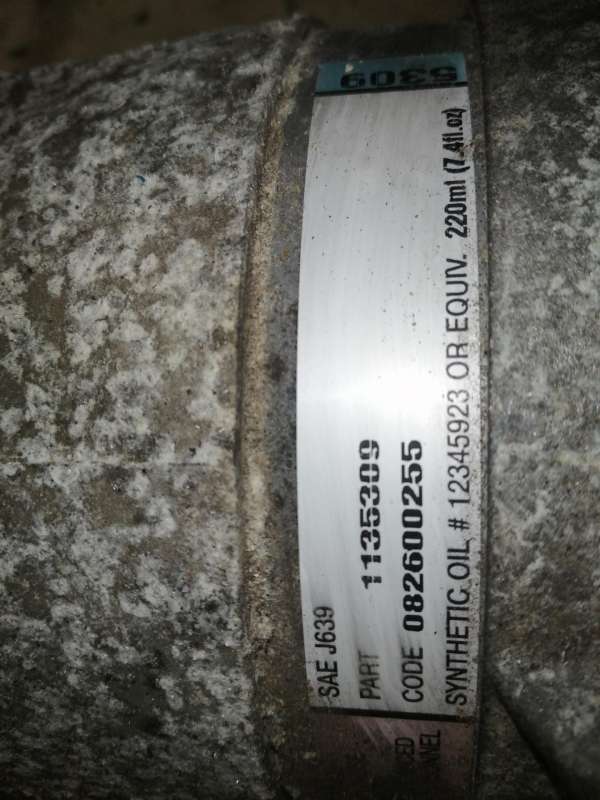 SAE J639
PART 1135309
CODE 082600255
SYNTHETIC OIL # 12345923 OR EQUIV. 220ml (7.4fl.oz)
5309